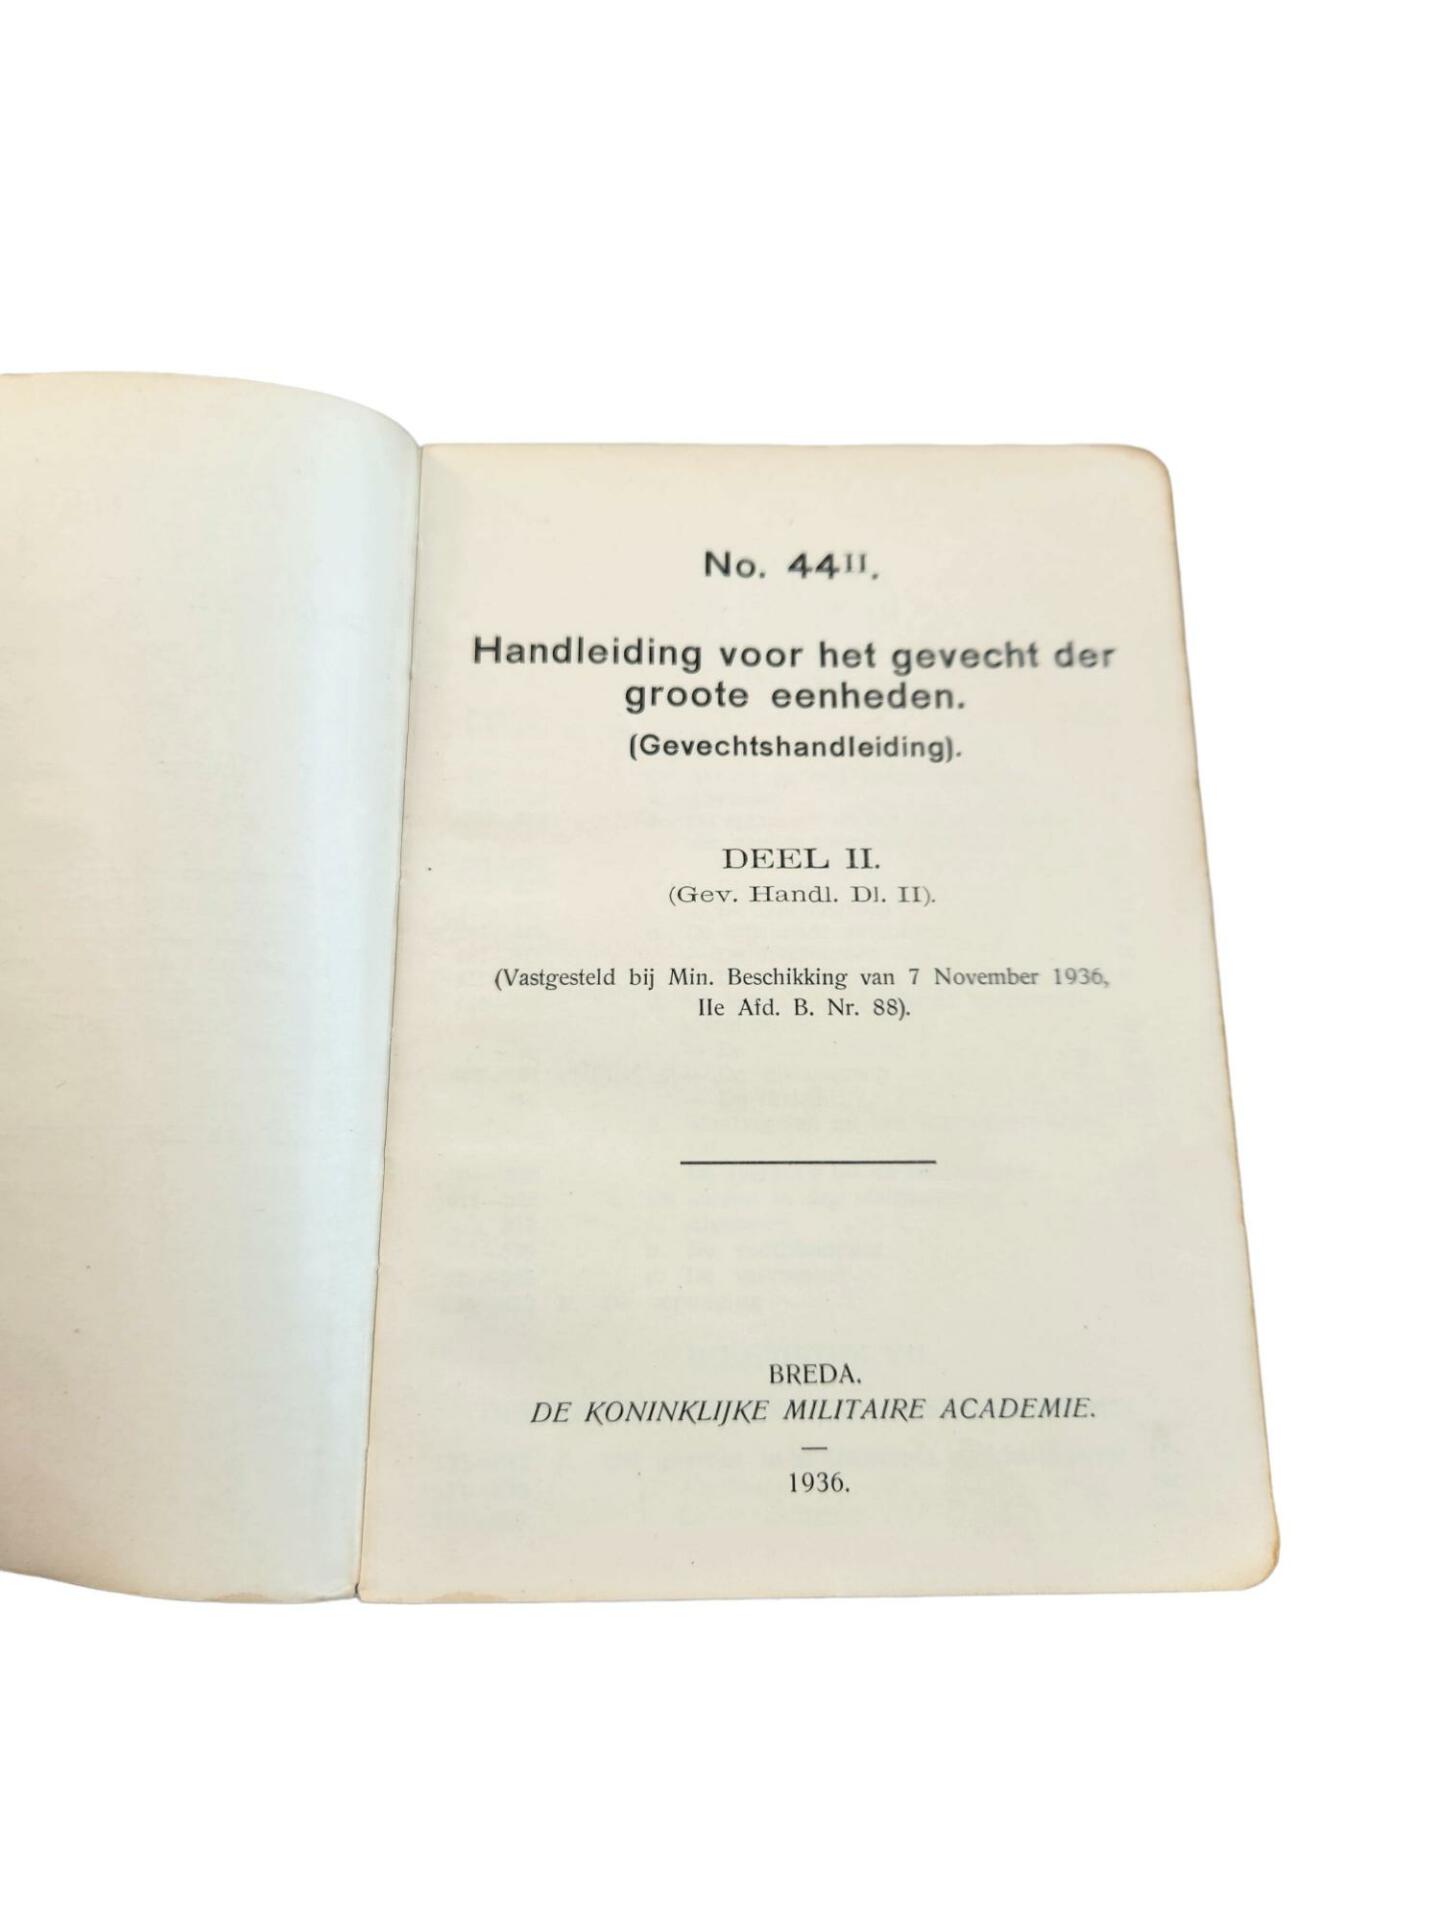 No. 44II.
Handleiding voor het gevecht der
groote eenheden.
(Gevechtshandleiding).
DEEL II.
(Gev. Handl. Dl. II).
(Vastgesteld bij Min. Beschikking van 7 November 1936,
IIe Afd. B. Nr. 88).
BREDA.
DE KONINKLIJKE MILITAIRE ACADEMIE.
1936.